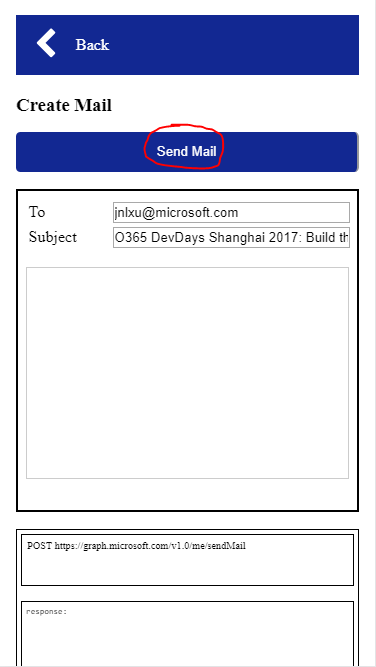 Back
Create Mail
Send Mail
To jnlxu@microsoft.com
Subject O365 DevDays Shanghai 2017: Build th
POST https://graph.microsoft.com/v1.0/me/sendMail
response: